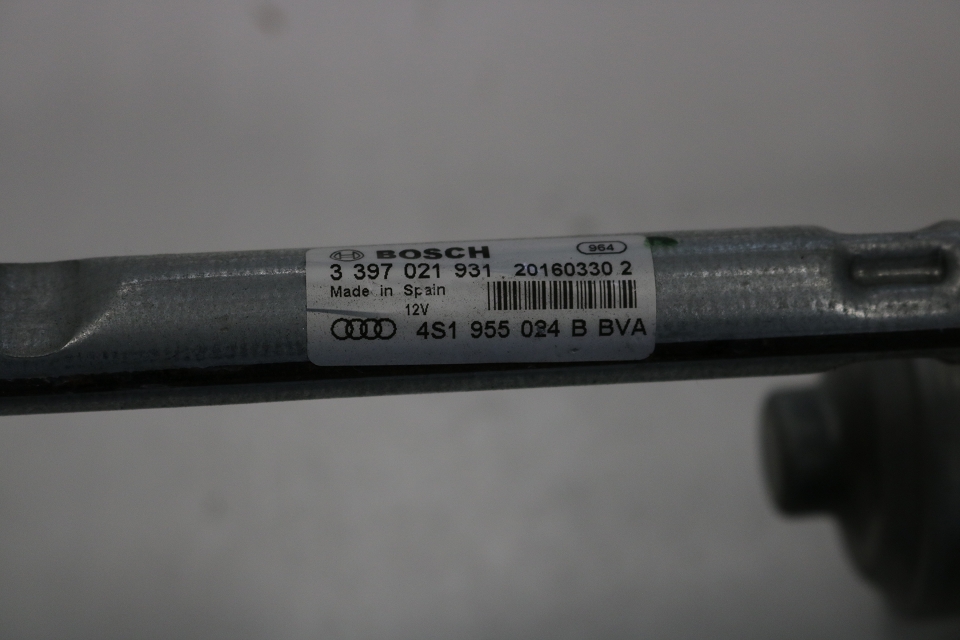 BOSCH 964
3 397 021 931 20160330 2
Made in Spain
12V
4S1 955 024 B BVA